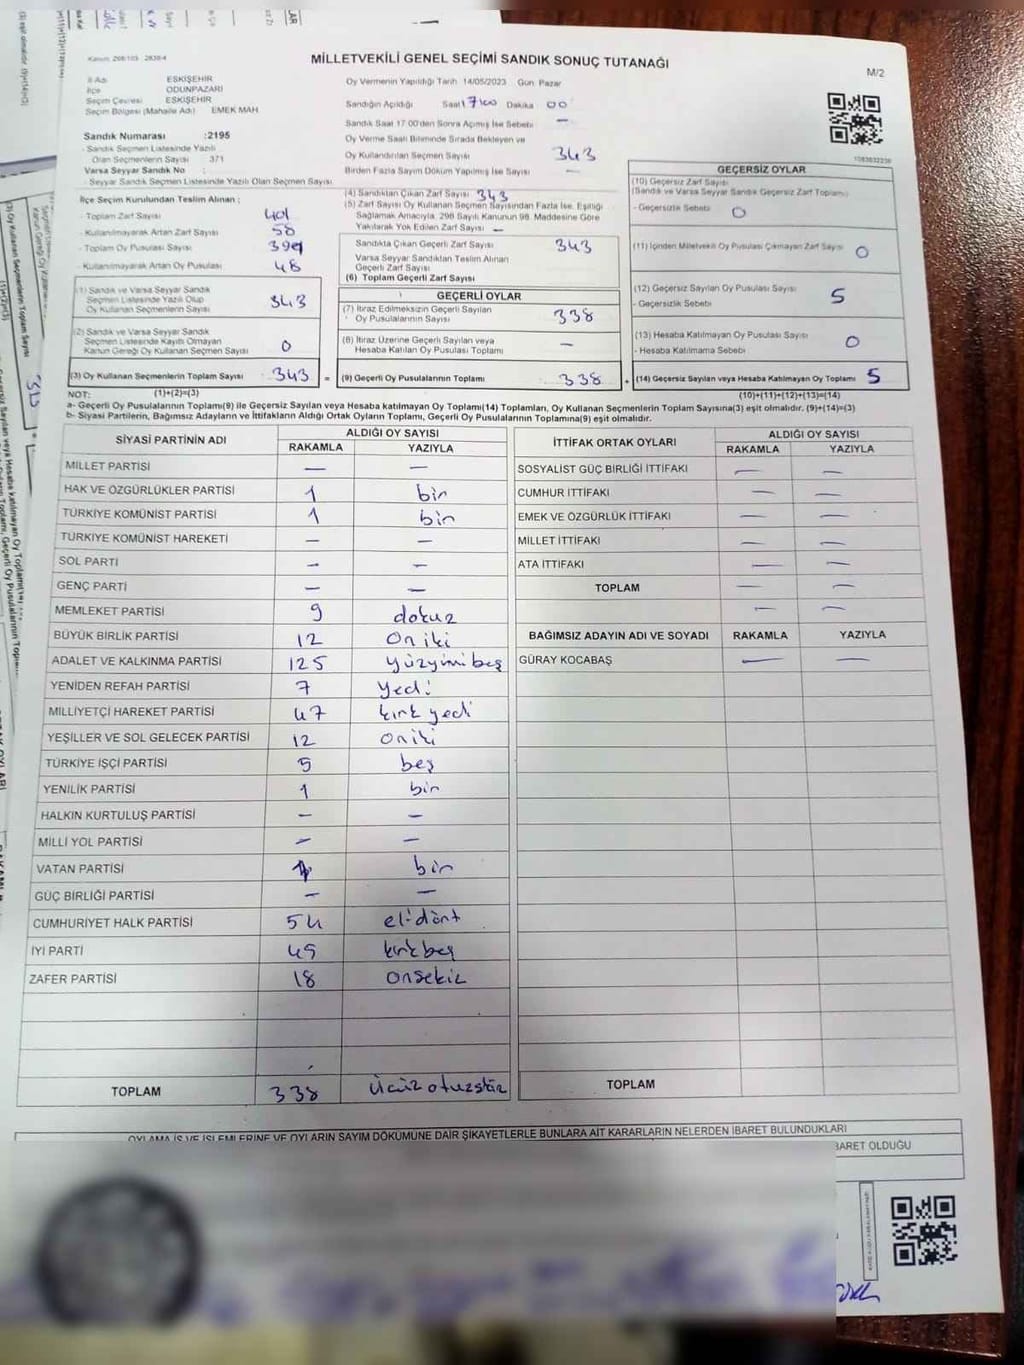 MİLLETVEKİLİ GENEL SEÇİMİ SANDIK SONUÇ TUTANAĞI
M/2
İl Adı ESKİŞEHİR
İlçe ODUNPAZARI
Seçim Çevresi ESKİŞEHİR
Seçim Bölgesi (Mahalle Adı) EMEK MAH
Sandık Numarası :2195
- Sandık Seçmen Listesinde Yazılı
Olan Seçmenlerin Sayısı 371
Varsa Seyyar Sandık No :
- Seyyar Sandık Seçmen Listesinde Yazılı Olan Seçmen Sayısı
İlçe Seçim Kurulundan Teslim Alınan ;
- Toplam Zarf Sayısı 401
- Kullanılmayarak Artan Zarf Sayısı 58
- Toplam Oy Pusulası Sayısı 391
- Kullanılmayarak Artan Oy Pusulası 48
(1) Sandık ve Varsa Seyyar Sandık
Seçmen Listesinde Yazılı Olup
Oy Kullanan Seçmenlerin Sayısı 343
(2) Sandık ve Varsa Seyyar Sandık
Seçmen Listesinde Kayıtlı Olmayan
Kanun Gereği Oy Kullanan Seçmen Sayısı 0
(3) Oy Kullanan Seçmenlerin Toplam Sayısı 343 =
(1)+(2)=(3)
Oy Vermenin Yapıldığı Tarih 14/05/2023 Gün Pazar
Sandığın Açıldığı Saat 17:00 Dakika 00
Sandık Saat 17.00'den Sonra Açılmış İse Sebebi —
Oy Verme Saati Bitiminde Sırada Bekleyen ve
Oy Kullandırılan Seçmen Sayısı 343
Birden Fazla Sayım Döküm Yapılmış İse Sayısı —
(4) Sandıktan Çıkan Zarf Sayısı 343
(5) Zarf Sayısı Oy Kullanan Seçmen Sayısından Fazla İse, Eşitliği
Sağlamak Amacıyla, 298 Sayılı Kanunun 98. Maddesine Göre
Yakılarak Yok Edilen Zarf Sayısı —
Sandıkta Çıkan Geçerli Zarf Sayısı 343
Varsa Seyyar Sandıktan Teslim Alınan
Geçerli Zarf Sayısı
(6) Toplam Geçerli Zarf Sayısı
GEÇERLİ OYLAR
(7) İtiraz Edilmeksizin Geçerli Sayılan
Oy Pusulalarının Sayısı 338
(8) İtiraz Üzerine Geçerli Sayılan veya
Hesaba Katılan Oy Pusulası Toplamı —
(9) Geçerli Oy Pusulalarının Toplamı 338 +
GEÇERSİZ OYLAR
(10) Geçersiz Zarf Sayısı
(Sandık ve Varsa Seyyar Sandık Geçersiz Zarf Toplamı)
- Geçersizlik Sebebi 0
(11) İçinden Milletvekili Oy Pusulası Çıkmayan Zarf Sayısı 0
(12) Geçersiz Sayılan Oy Pusulası Sayısı 5
- Geçersizlik Sebebi
(13) Hesaba Katılmayan Oy Pusulası Sayısı 0
- Hesaba Katılmama Sebebi
(14) Geçersiz Sayılan veya Hesaba Katılmayan Oy Toplamı 5
(10)+(11)+(12)+(13)=(14)
NOT:
a- Geçerli Oy Pusulalarının Toplamı(9) ile Geçersiz Sayılan veya Hesaba katılmayan Oy Toplamı(14) Toplamları, Oy Kullanan Seçmenlerin Toplam Sayısına(3) eşit olmalıdır. (9)+(14)=(3)
b- Siyasi Partilerin, Bağımsız Adayların ve İttifakların Aldığı Ortak Oyların Toplamı, Geçerli Oy Pusulalarının Toplamına(9) eşit olmalıdır.
SİYASİ PARTİNİN ADI ALDIĞI OY SAYISI
RAKAMLA YAZIYLA
MİLLET PARTİSİ — —
HAK VE ÖZGÜRLÜKLER PARTİSİ 1 bir
TÜRKİYE KOMÜNİST PARTİSİ 1 bir
TÜRKİYE KOMÜNİST HAREKETİ — —
SOL PARTİ — —
GENÇ PARTİ — —
MEMLEKET PARTİSİ 9 dokuz
BÜYÜK BİRLİK PARTİSİ 12 on iki
ADALET VE KALKINMA PARTİSİ 125 yüzyimibeş
YENİDEN REFAH PARTİSİ 7 yedi
MİLLİYETÇİ HAREKET PARTİSİ 47 kırk yedi
YEŞİLLER VE SOL GELECEK PARTİSİ 12 oniki
TÜRKİYE İŞÇİ PARTİSİ 5 beş
YENİLİK PARTİSİ 1 bir
HALKIN KURTULUŞ PARTİSİ — —
MİLLİ YOL PARTİSİ — —
VATAN PARTİSİ 1 bir
GÜÇ BİRLİĞİ PARTİSİ — —
CUMHURİYET HALK PARTİSİ 54 elidört
İYİ PARTİ 45 kırkbeş
ZAFER PARTİSİ 18 onsekiz
TOPLAM 338 Üçüz otuzsekiz
İTTİFAK ORTAK OYLARI ALDIĞI OY SAYISI
RAKAMLA YAZIYLA
SOSYALİST GÜÇ BİRLİĞİ İTTİFAKI — —
CUMHUR İTTİFAKI — —
EMEK VE ÖZGÜRLÜK İTTİFAKI — —
MİLLET İTTİFAKI — —
ATA İTTİFAKI — —
TOPLAM — —
— —
BAĞIMSIZ ADAYIN ADI VE SOYADI RAKAMLA YAZIYLA
GÜRAY KOCABAŞ — —
TOPLAM
OYLAMA İŞ VE İŞLEMLERİNE VE OYLARIN SAYIM DÖKÜMÜNE DAİR ŞİKAYETLERLE BUNLARA AİT KARARLARIN NELERDEN İBARET BULUNDUKLARI
BARET OLDUĞU